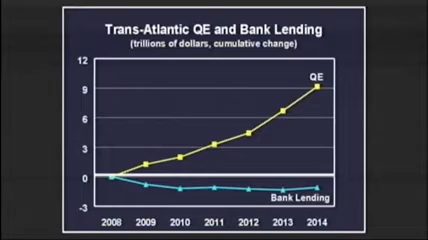 Trans-Atlantic QE and Bank Lending
(trillions of dollars, cumulative change)
12
9
6
3
0
-3
QE
Bank Lending
2008 2009 2010 2011 2012 2013 2014